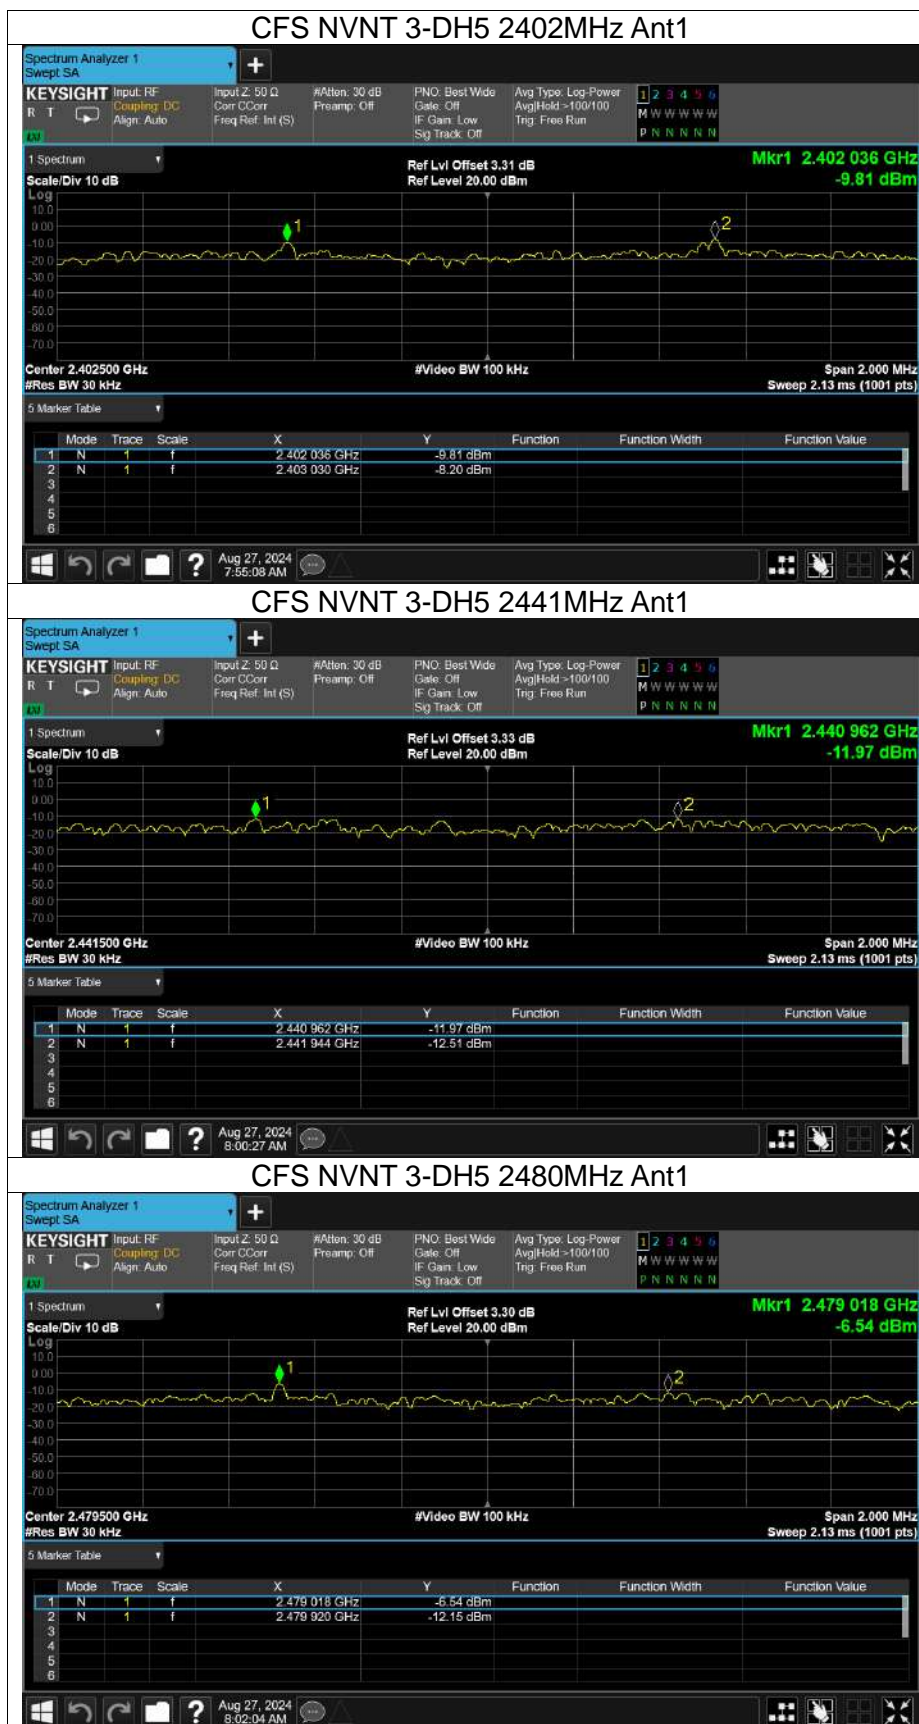 CFS NVNT 3-DH5 2402MHz Ant1
Spectrum Analyzer 1
Swept SA
+
KEYSIGHT Input: RF Input Z: 50 Ω #Atten: 30 dB PNO: Best Wide Avg Type: Log-Power 1 2 3 4 5 6
R T Coupling: DC Corr CCorr Preamp: Off Gate: Off Avg|Hold:>100/100 M W W W W W
Align: Auto Freq Ref: Int (S) IF Gain: Low Trig: Free Run P N N N N N
Sig Track: Off
1 Spectrum
Ref Lvl Offset 3.31 dB Mkr1 2.402 036 GHz
Scale/Div 10 dB Ref Level 20.00 dBm -9.81 dBm
Log
10.0
0.00
-10.0
-20.0
-30.0
-40.0
-50.0
-60.0
-70.0
1
2
Center 2.402500 GHz #Video BW 100 kHz Span 2.000 MHz
#Res BW 30 kHz Sweep 2.13 ms (1001 pts)
5 Marker Table
Mode Trace Scale X Y Function Function Width Function Value
1 N 1 f 2.402 036 GHz -9.81 dBm
2 N 1 f 2.403 030 GHz -8.20 dBm
3
4
5
6
? Aug 27, 2024
7:55:08 AM
CFS NVNT 3-DH5 2441MHz Ant1
Spectrum Analyzer 1
Swept SA
+
KEYSIGHT Input: RF Input Z: 50 Ω #Atten: 30 dB PNO: Best Wide Avg Type: Log-Power 1 2 3 4 5 6
R T Coupling: DC Corr CCorr Preamp: Off Gate: Off Avg|Hold:>100/100 M W W W W W
Align: Auto Freq Ref: Int (S) IF Gain: Low Trig: Free Run P N N N N N
Sig Track: Off
1 Spectrum
Ref Lvl Offset 3.33 dB Mkr1 2.440 962 GHz
Scale/Div 10 dB Ref Level 20.00 dBm -11.97 dBm
Log
10.0
0.00
-10.0
-20.0
-30.0
-40.0
-50.0
-60.0
-70.0
1
2
Center 2.441500 GHz #Video BW 100 kHz Span 2.000 MHz
#Res BW 30 kHz Sweep 2.13 ms (1001 pts)
5 Marker Table
Mode Trace Scale X Y Function Function Width Function Value
1 N 1 f 2.440 962 GHz -11.97 dBm
2 N 1 f 2.441 944 GHz -12.51 dBm
3
4
5
6
? Aug 27, 2024
8:00:27 AM
CFS NVNT 3-DH5 2480MHz Ant1
Spectrum Analyzer 1
Swept SA
+
KEYSIGHT Input: RF Input Z: 50 Ω #Atten: 30 dB PNO: Best Wide Avg Type: Log-Power 1 2 3 4 5 6
R T Coupling: DC Corr CCorr Preamp: Off Gate: Off Avg|Hold:>100/100 M W W W W W
Align: Auto Freq Ref: Int (S) IF Gain: Low Trig: Free Run P N N N N N
Sig Track: Off
1 Spectrum
Ref Lvl Offset 3.30 dB Mkr1 2.479 018 GHz
Scale/Div 10 dB Ref Level 20.00 dBm -6.54 dBm
Log
10.0
0.00
-10.0
-20.0
-30.0
-40.0
-50.0
-60.0
-70.0
1
2
Center 2.479500 GHz #Video BW 100 kHz Span 2.000 MHz
#Res BW 30 kHz Sweep 2.13 ms (1001 pts)
5 Marker Table
Mode Trace Scale X Y Function Function Width Function Value
1 N 1 f 2.479 018 GHz -6.54 dBm
2 N 1 f 2.479 920 GHz -12.15 dBm
3
4
5
6
? Aug 27, 2024
8:02:04 AM